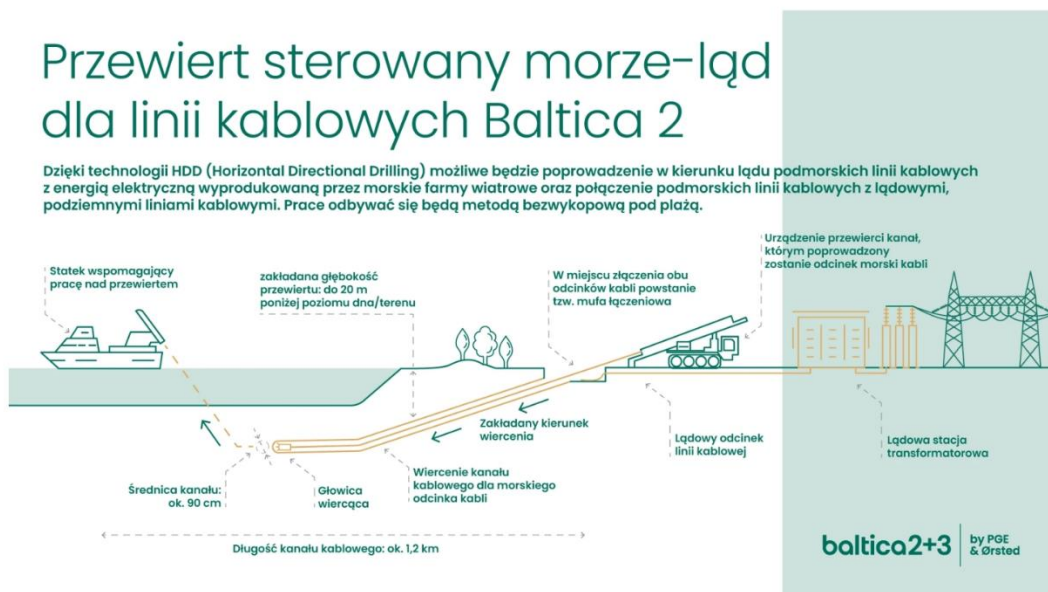 Przewiert sterowany morze-ląd
dla linii kablowych Baltica 2
Dzięki technologii HDD (Horizontal Directional Drilling) możliwe będzie poprowadzenie w kierunku lądu podmorskich linii kablowych
z energią elektryczną wyprodukowaną przez morskie farmy wiatrowe oraz połączenie podmorskich linii kablowych z lądowymi,
podziemnymi liniami kablowymi. Prace odbywać się będą metodą bezwykopową pod plażą.
Statek wspomagający
pracę nad przewiertem
zakładana głębokość
przewiertu: do 20 m
poniżej poziomu dna/terenu
W miejscu złączenia obu
odcinków kabli powstanie
tzw. mufa łączeniowa
Urządzenie przewierci kanał,
którym poprowadzony
zostanie odcinek morski kabli
Zakładany kierunek
wiercenia
Średnica kanału:
ok. 90 cm
Głowica
wiercąca
Wiercenie kanału
kablowego dla morskiego
odcinka kabli
Lądowy odcinek
linii kablowej
Lądowa stacja
transformatorowa
Długość kanału kablowego: ok. 1,2 km
baltica2+3
by PGE
& Ørsted